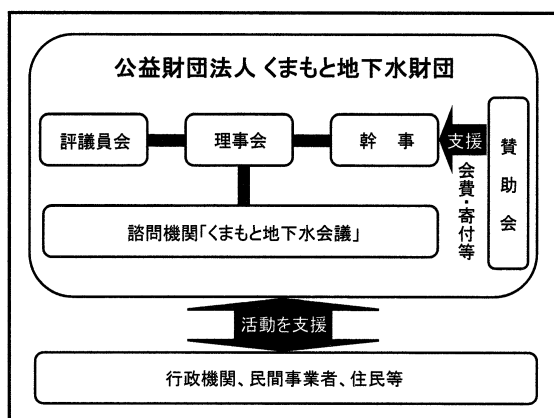 公益財団法人 くまもと地下水財団
評議員会
理事会
幹 事
支援
会費・寄付等
賛助会
諮問機関「くまもと地下水会議」
活動を支援
行政機関、民間事業者、住民等